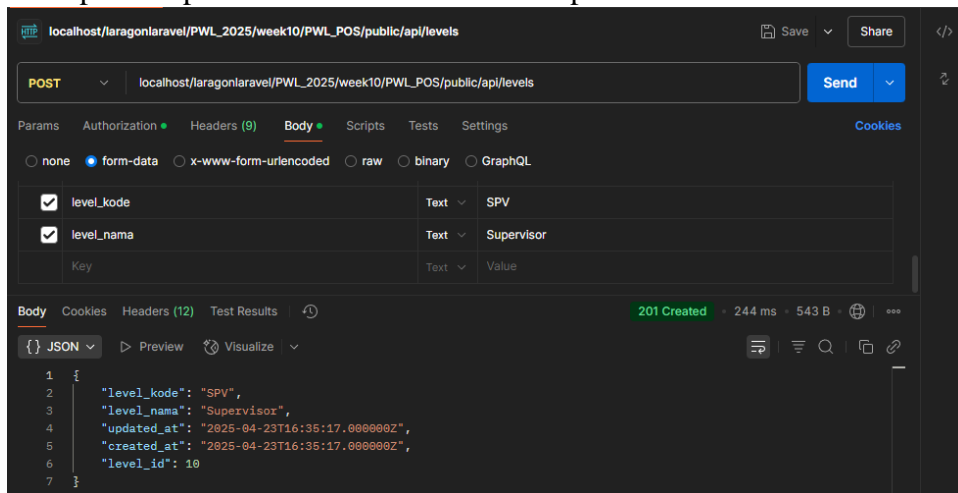 HTTP localhost/laragonlaravel/PWL_2025/week10/PWL_POS/public/api/levels Save Share </>
POST localhost/laragonlaravel/PWL_2025/week10/PWL_POS/public/api/levels Send
Params Authorization Headers (9) Body Scripts Tests Settings Cookies
none form-data x-www-form-urlencoded raw binary GraphQL
level_kode Text SPV
level_nama Text Supervisor
Key Text Value
Body Cookies Headers (12) Test Results 201 Created 244 ms 543 B
{} JSON Preview Visualize
1 {
2 "level_kode": "SPV",
3 "level_nama": "Supervisor",
4 "updated_at": "2025-04-23T16:35:17.000000Z",
5 "created_at": "2025-04-23T16:35:17.000000Z",
6 "level_id": 10
7 }